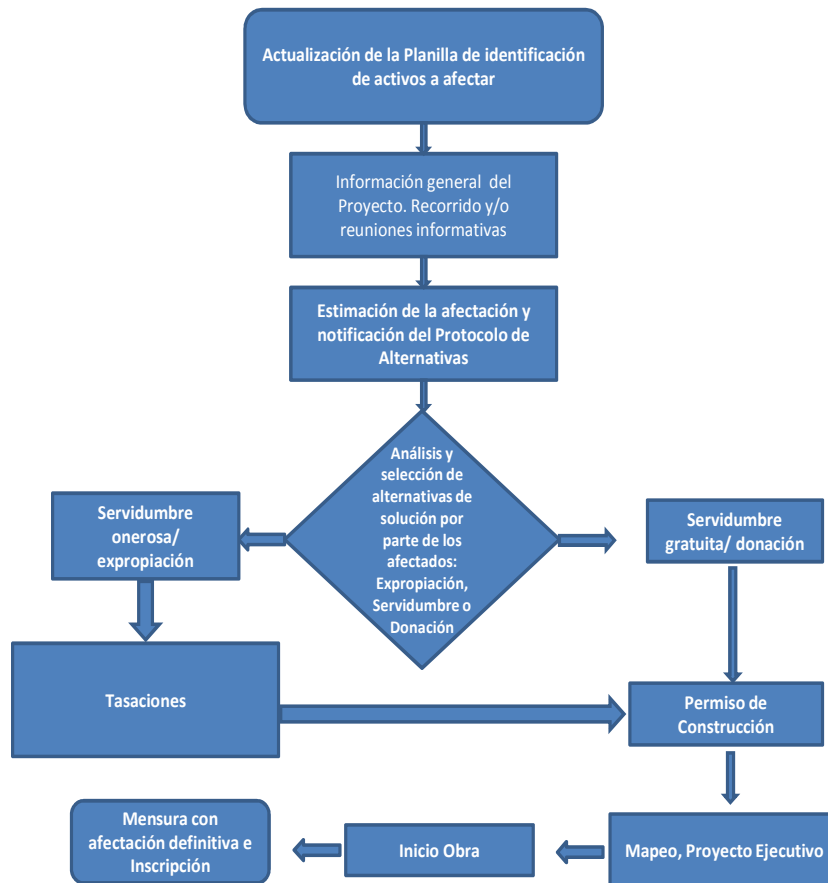 Actualización de la Planilla de identificación
de activos a afectar
Información general del
Proyecto. Recorrido y/o
reuniones informativas
Estimación de la afectación y
notificación del Protocolo de
Alternativas
Análisis y
selección de
alternativas de
solución por
parte de los
afectados:
Expropiación,
Servidumbre o
Donación
Servidumbre
onerosa/
expropiación
Servidumbre
gratuita/ donación
Tasaciones
Permiso de
Construcción
Mensura con
afectación definitiva e
Inscripción
Inicio Obra
Mapeo, Proyecto Ejecutivo